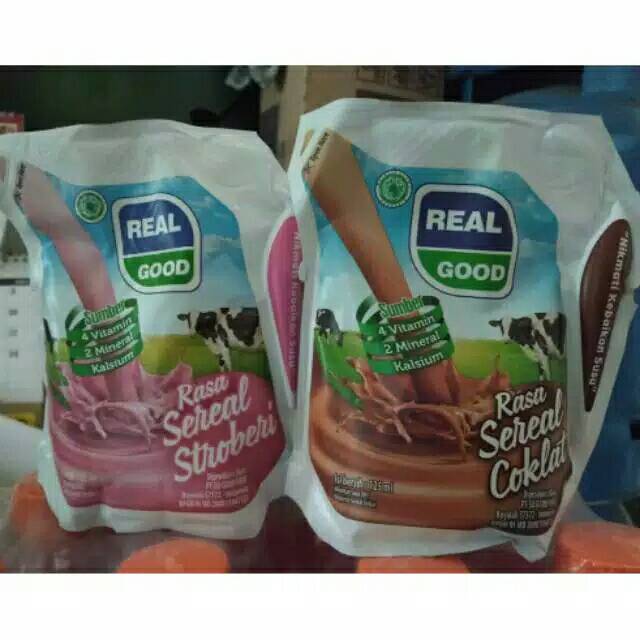 REAL
GOOD
Sumber
4 Vitamin
2 Mineral
Kalsium
Rasa
Sereal
Stroberi
REAL
GOOD
Sumber
4 Vitamin
2 Mineral
Kalsium
Rasa
Sereal
Coklat
"Nikmati Kebaikan Susu"